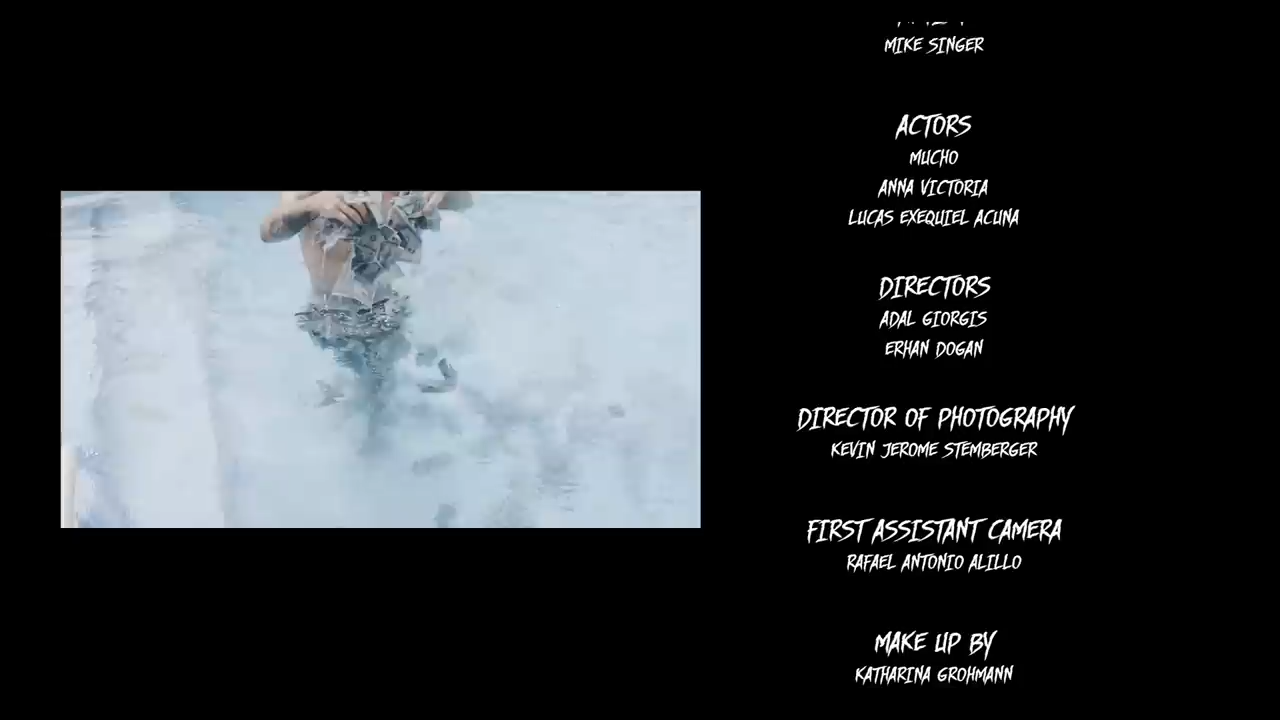 MIKE SINGER
ACTORS
MUCHO
ANNA VICTORIA
LUCAS EXEQUIEL ACUNA
DIRECTORS
ADAL GIORGIS
ERHAN DOGAN
DIRECTOR OF PHOTOGRAPHY
KEVIN JEROME STEMBERGER
FIRST ASSISTANT CAMERA
RAFAEL ANTONIO ALILLO
MAKE UP BY
KATHARINA GROHMANN